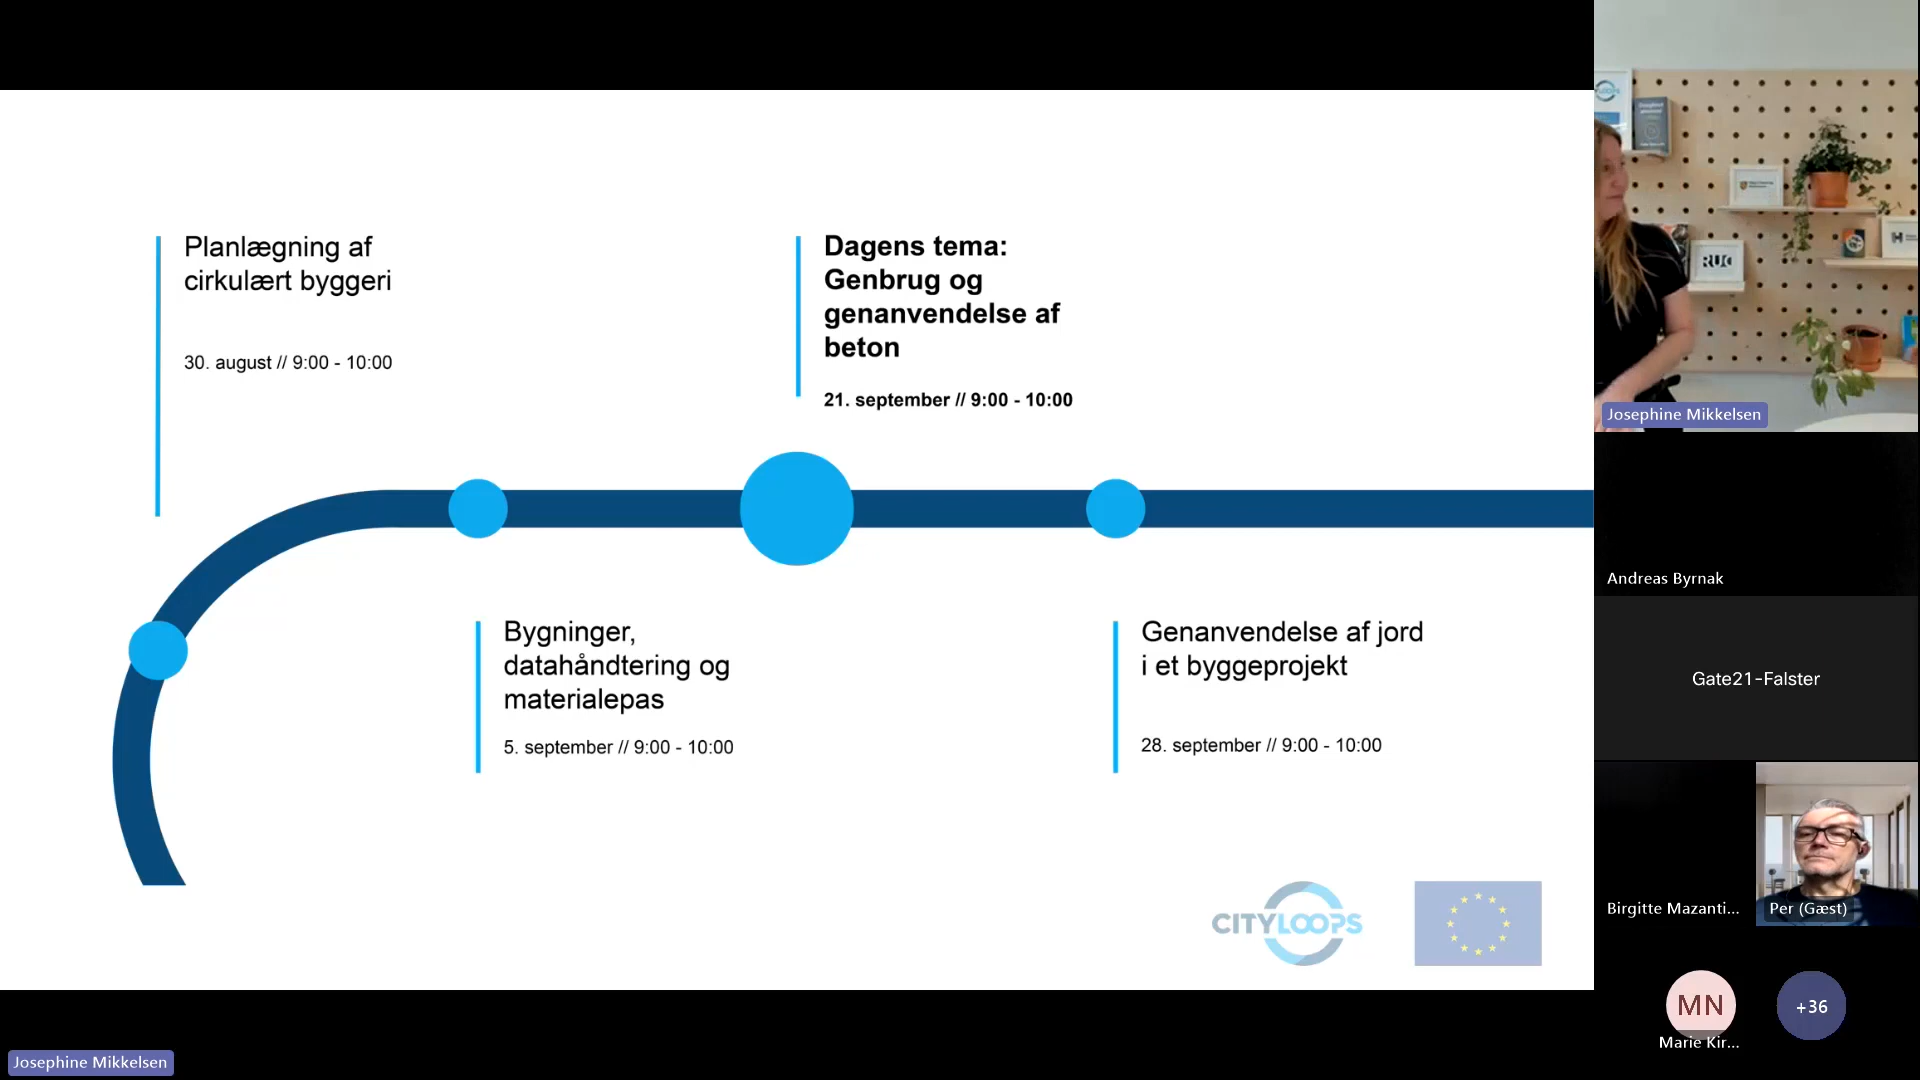 Planlægning af
cirkulært byggeri
30. august // 9:00 - 10:00
Dagens tema:
Genbrug og
genanvendelse af
beton
21. september // 9:00 - 10:00
Bygninger,
datahåndtering og
materialepas
5. september // 9:00 - 10:00
Genanvendelse af jord
i et byggeprojekt
28. september // 9:00 - 10:00
CITYLOOPS
RUC
Josephine Mikkelsen
Andreas Byrnak
Gate21-Falster
Birgitte Mazanti...
Per (Gæst)
MN
+36
Marie Kir...
Josephine Mikkelsen